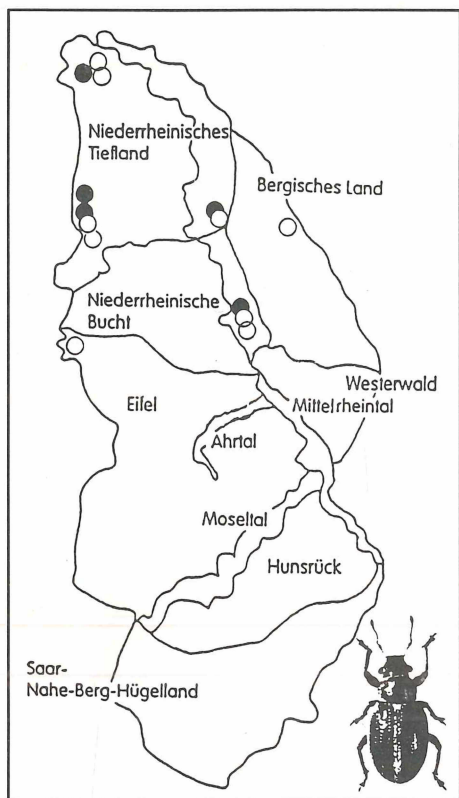 Niederrheinisches
Tiefland
Bergisches Land
Niederrheinische
Bucht
Westerwald
Mittelrheintal
Eifel
Ahrtal
Moseltal
Hunsrück
Saar-
Nahe-Berg-Hügelland